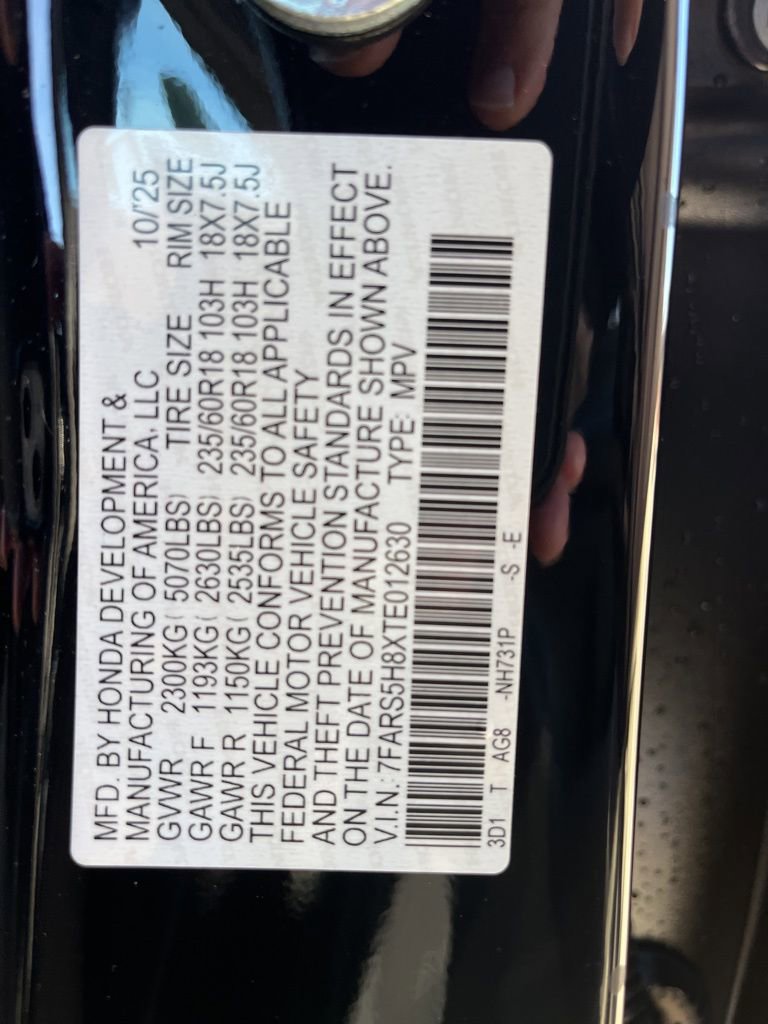 MFD. BY HONDA DEVELOPMENT &
MANUFACTURING OF AMERICA, LLC 10/'25
GVWR 2300KG( 5070LBS) TIRE SIZE RIM SIZE
GAWR F 1193KG( 2630LBS) 235/60R18 103H 18X7.5J
GAWR R 1150KG( 2535LBS) 235/60R18 103H 18X7.5J
THIS VEHICLE CONFORMS TO ALL APPLICABLE
FEDERAL MOTOR VEHICLE SAFETY
AND THEFT PREVENTION STANDARDS IN EFFECT
ON THE DATE OF MANUFACTURE SHOWN ABOVE.
V.I.N.: 7FARS5H8XTE012630 TYPE: MPV
3D1 T AG8 -NH731P -S -E